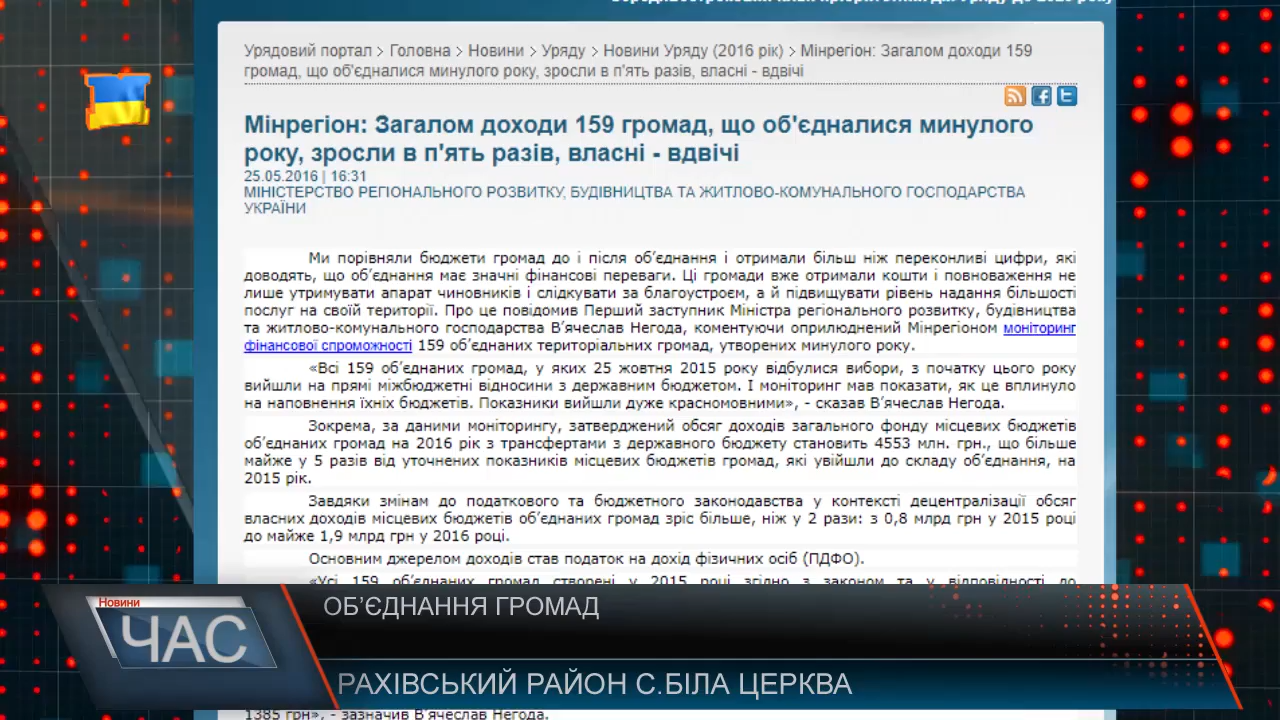 Урядовий портал > Головна > Новини > Уряду > Новини Уряду (2016 рік) > Мінрегіон: Загалом доходи 159
громад, що об'єдналися минулого року, зросли в п'ять разів, власні - вдвічі
Мінрегіон: Загалом доходи 159 громад, що об'єдналися минулого
року, зросли в п'ять разів, власні - вдвічі
25.05.2016 | 16:31
МІНІСТЕРСТВО РЕГІОНАЛЬНОГО РОЗВИТКУ, БУДІВНИЦТВА ТА ЖИТЛОВО-КОМУНАЛЬНОГО ГОСПОДАРСТВА
УКРАЇНИ
Ми порівняли бюджети громад до і після об’єднання і отримали більш ніж переконливі цифри, які
доводять, що об’єднання має значні фінансові переваги. Ці громади вже отримали кошти і повноваження не
лише утримувати апарат чиновників і слідкувати за благоустроєм, а й підвищувати рівень надання більшості
послуг на своїй території. Про це повідомив Перший заступник Міністра регіонального розвитку, будівництва
та житлово-комунального господарства В’ячеслав Негода, коментуючи оприлюднений Мінрегіоном моніторинг
фінансової спроможності 159 об’єднаних територіальних громад, утворених минулого року.
«Всі 159 об’єднаних громад, у яких 25 жовтня 2015 року відбулися вибори, з початку цього року
вийшли на прямі міжбюджетні відносини з державним бюджетом. І моніторинг мав показати, як це вплинуло
на наповнення їхніх бюджетів. Показники вийшли дуже красномовними», - сказав В’ячеслав Негода.
Зокрема, за даними моніторингу, затверджений обсяг доходів загального фонду місцевих бюджетів
об’єднаних громад на 2016 рік з трансфертами з державного бюджету становить 4553 млн. грн., що більше
майже у 5 разів від уточнених показників місцевих бюджетів громад, які увійшли до складу об’єднання, на
2015 рік.
Завдяки змінам до податкового та бюджетного законодавства у контексті децентралізації обсяг
власних доходів місцевих бюджетів об’єднаних громад зріс більше, ніж у 2 рази: з 0,8 млрд грн у 2015 році
до майже 1,9 млрд грн у 2016 році.
Основним джерелом доходів став податок на дохід фізичних осіб (ПДФО).
«Усі 159 об’єднаних громад створені у 2015 році згідно з законом та у відповідності до
Новини
ЧАС
ОБ’ЄДНАННЯ ГРОМАД
РАХІВСЬКИЙ РАЙОН С.БІЛА ЦЕРКВА
1385 грн», - зазначив В’ячеслав Негода.